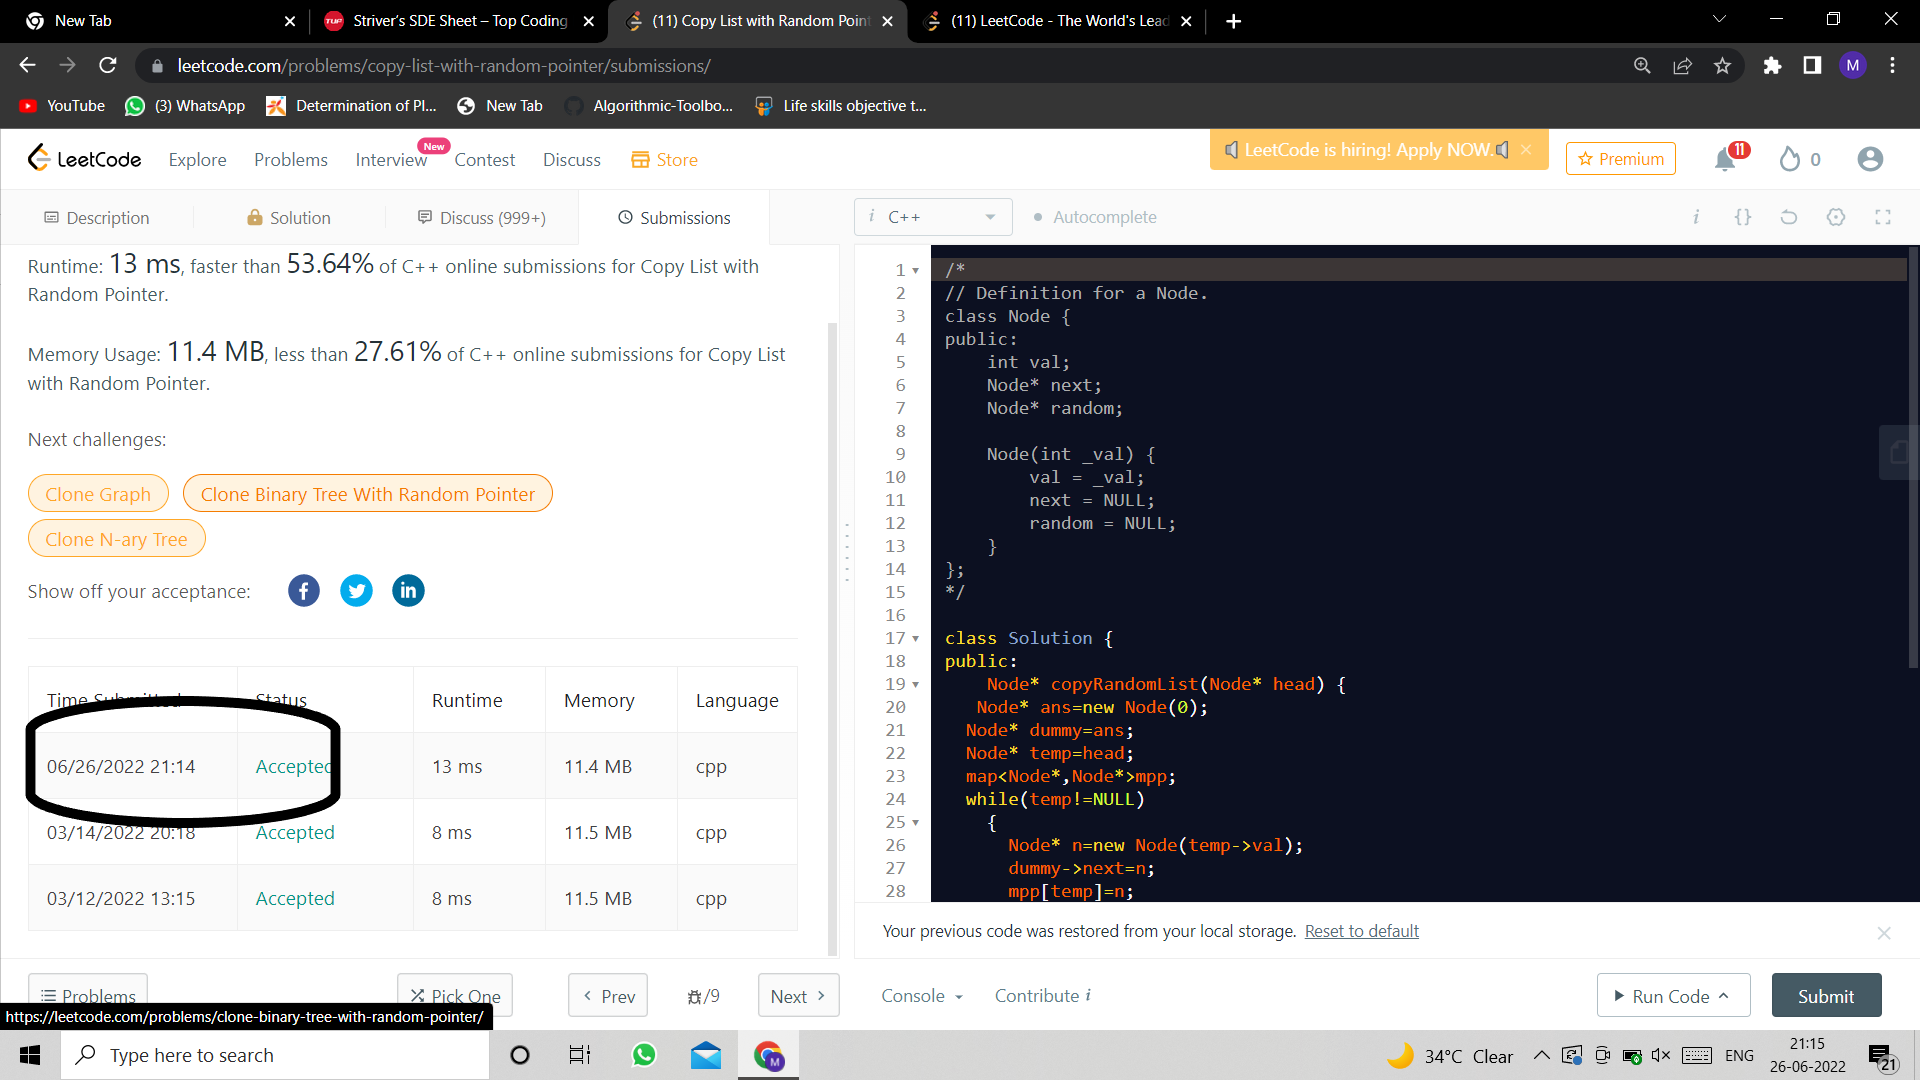 New Tab
Striver's SDE Sheet – Top Coding
(11) Copy List with Random Point
(11) LeetCode - The World's Lead
leetcode.com/problems/copy-list-with-random-pointer/submissions/
M
YouTube
(3) WhatsApp
Determination of Pl...
New Tab
Algorithmic-Toolbo...
Life skills objective t...
LeetCode
Explore
Problems
Interview
New
Contest
Discuss
Store
LeetCode is hiring! Apply NOW.
Premium
11
0
Description
Solution
Discuss (999+)
Submissions
i C++
Autocomplete
Runtime: 13 ms, faster than 53.64% of C++ online submissions for Copy List with
Random Pointer.
Memory Usage: 11.4 MB, less than 27.61% of C++ online submissions for Copy List
with Random Pointer.
Next challenges:
Clone Graph
Clone Binary Tree With Random Pointer
Clone N-ary Tree
Show off your acceptance:
Time Submitted Status Runtime Memory Language
06/26/2022 21:14 Accepted 13 ms 11.4 MB cpp
03/14/2022 20:18 Accepted 8 ms 11.5 MB cpp
03/12/2022 13:15 Accepted 8 ms 11.5 MB cpp
1 /*
2 // Definition for a Node.
3 class Node {
4 public:
5 int val;
6 Node* next;
7 Node* random;
8
9 Node(int _val) {
10 val = _val;
11 next = NULL;
12 random = NULL;
13 }
14 };
15 */
16
17 class Solution {
18 public:
19 Node* copyRandomList(Node* head) {
20 Node* ans=new Node(0);
21 Node* dummy=ans;
22 Node* temp=head;
23 map<Node*,Node*>mpp;
24 while(temp!=NULL)
25 {
26 Node* n=new Node(temp->val);
27 dummy->next=n;
28 mpp[temp]=n;
Your previous code was restored from your local storage. Reset to default
Problems
Pick One
Prev
/9
Next
Console
Contribute i
Run Code
Submit
https://leetcode.com/problems/clone-binary-tree-with-random-pointer/
Type here to search
34°C Clear
ENG
21:15
26-06-2022
21